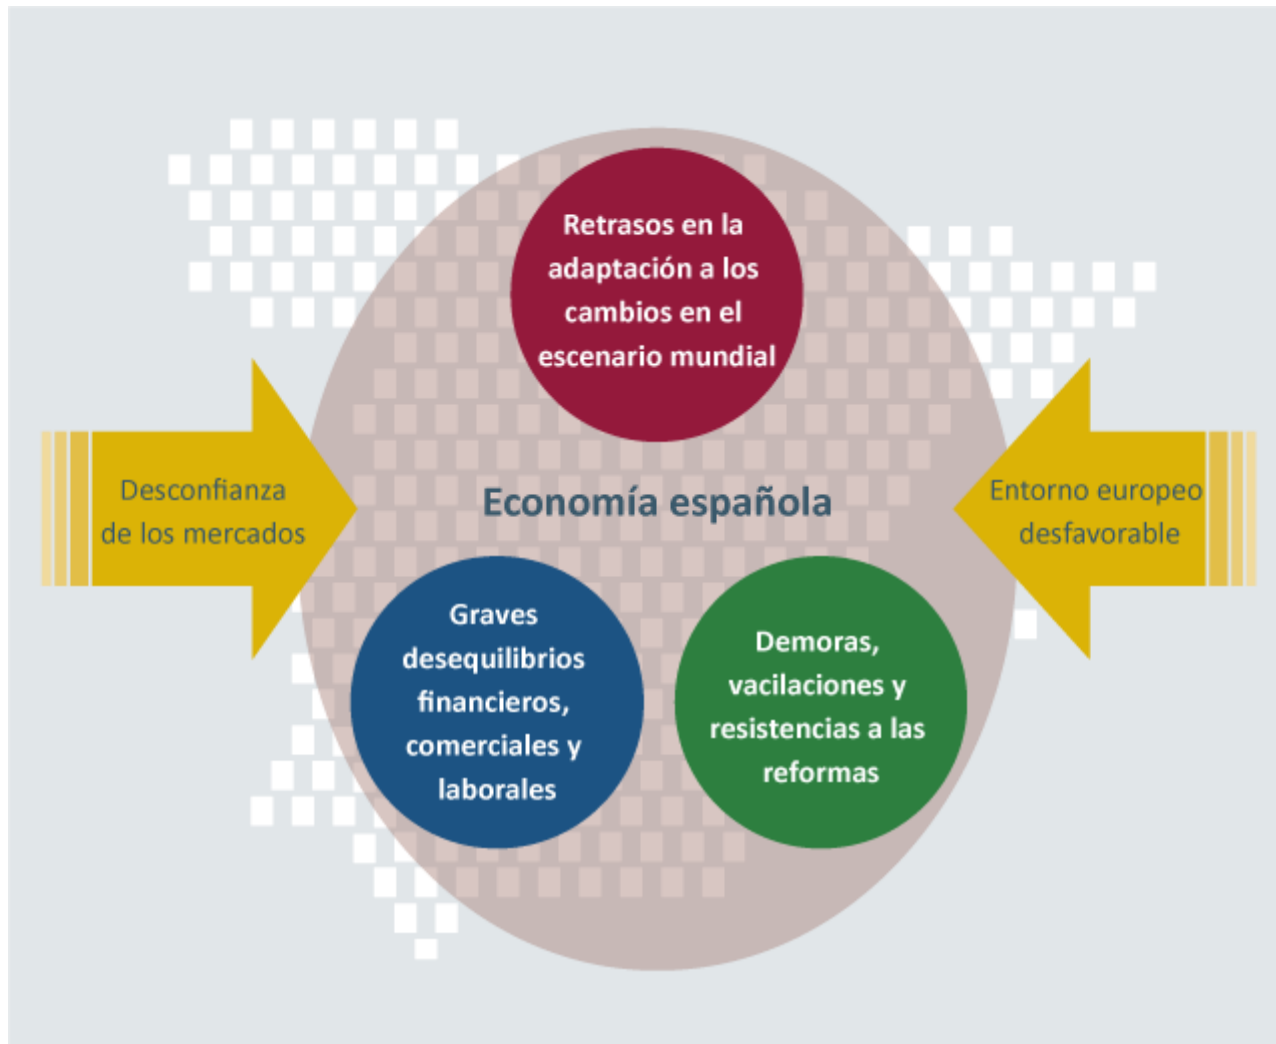 Retrasos en la
adaptación a los
cambios en el
escenario mundial
Desconfianza
de los mercados
Economía española
Entorno europeo
desfavorable
Graves
desequilibrios
financieros,
comerciales y
laborales
Demoras,
vacilaciones y
resistencias a las
reformas